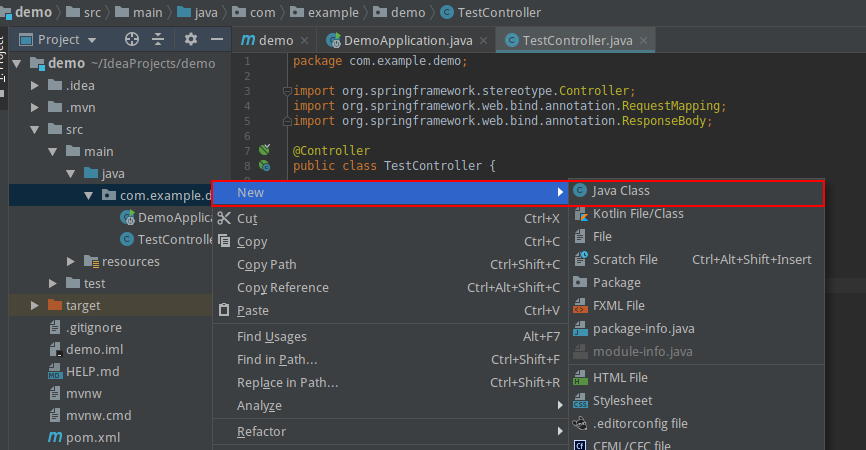 demo src main java com example demo TestController
Project
demo DemoApplication.java TestController.java
demo ~/IdeaProjects/demo
.idea
.mvn
src
main
java
com.example.d
DemoApplica
TestControlle
resources
test
target
.gitignore
demo.iml
HELP.md
mvnw
mvnw.cmd
pom.xml
1 package com.example.demo;
2
3 import org.springframework.stereotype.Controller;
4 import org.springframework.web.bind.annotation.RequestMapping;
5 import org.springframework.web.bind.annotation.ResponseBody;
6
7 @Controller
8 public class TestController {
New
Cut Ctrl+X
Copy Ctrl+C
Copy Path Ctrl+Shift+C
Copy Reference Ctrl+Alt+Shift+C
Paste Ctrl+V
Find Usages Alt+F7
Find in Path... Ctrl+Shift+F
Replace in Path... Ctrl+Shift+R
Analyze
Refactor
Java Class
Kotlin File/Class
File
Scratch File Ctrl+Alt+Shift+Insert
Package
FXML File
package-info.java
module-info.java
HTML File
Stylesheet
.editorconfig file
CFML/CFC file